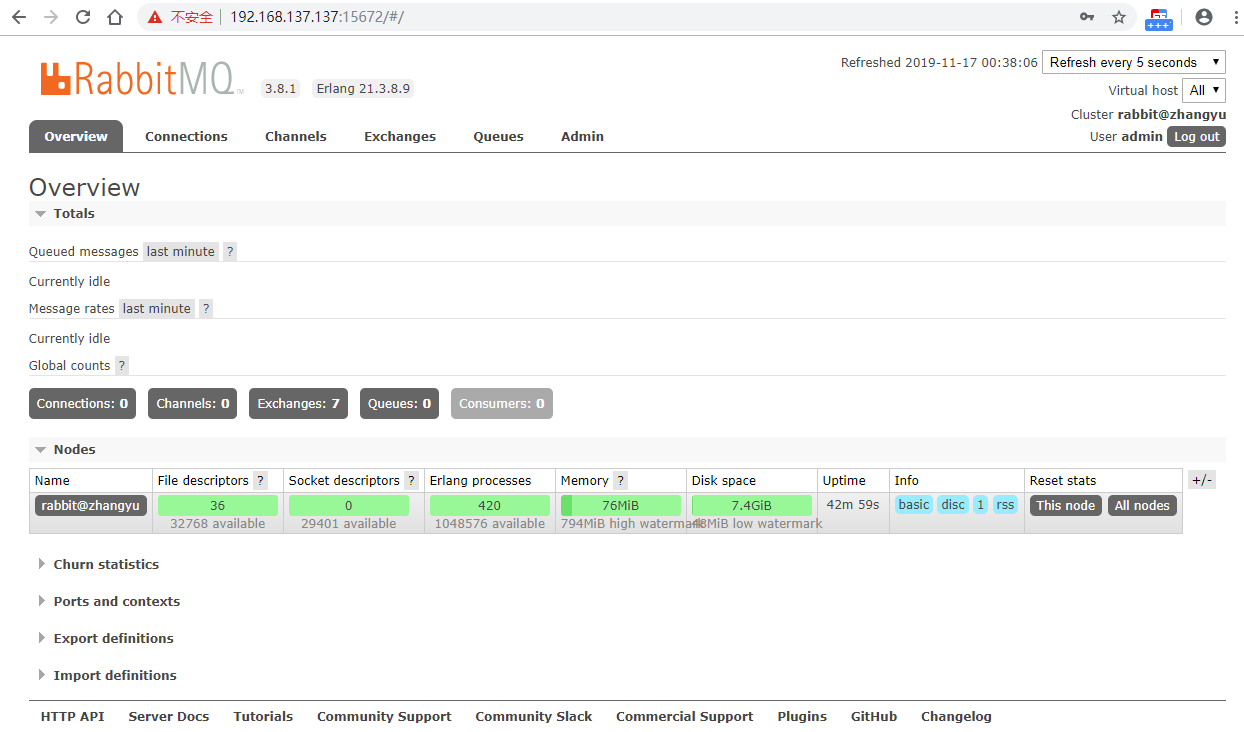 不安全 192.168.137.137:15672/#/
RabbitMQ TM 3.8.1 Erlang 21.3.8.9
Refreshed 2019-11-17 00:38:06 Refresh every 5 seconds
Virtual host All
Cluster rabbit@zhangyu
User admin Log out
Overview Connections Channels Exchanges Queues Admin
Overview
Totals
Queued messages last minute ?
Currently idle
Message rates last minute ?
Currently idle
Global counts ?
Connections: 0 Channels: 0 Exchanges: 7 Queues: 0 Consumers: 0
Nodes
Name File descriptors ? Socket descriptors ? Erlang processes Memory ? Disk space Uptime Info Reset stats +/-
rabbit@zhangyu 36 0 420 76MiB 7.4GiB 42m 59s basic disc 1 rss This node All nodes
32768 available 29401 available 1048576 available 794MiB high watermark 48MiB low watermark
Churn statistics
Ports and contexts
Export definitions
Import definitions
HTTP API Server Docs Tutorials Community Support Community Slack Commercial Support Plugins GitHub Changelog